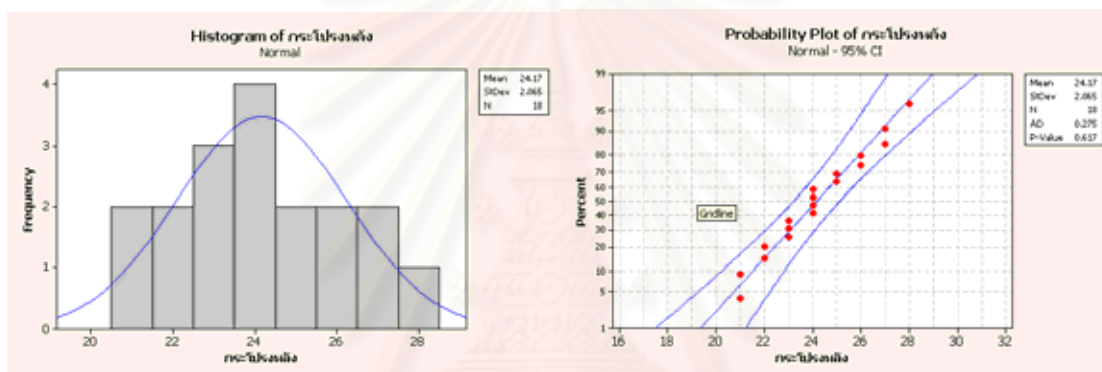 Histogram of กระโปรงหลัง
Normal
Mean 24.17
StDev 2.065
N 18
Frequency
4
3
2
1
0
20 22 24 26 28
กระโปรงหลัง
Probability Plot of กระโปรงหลัง
Normal - 95% CI
Mean 24.17
StDev 2.065
N 18
AD 0.275
P-Value 0.617
Percent
99
95
90
80
70
60
50
40
30
20
10
5
1
Gridline
16 18 20 22 24 26 28 30 32
กระโปรงหลัง